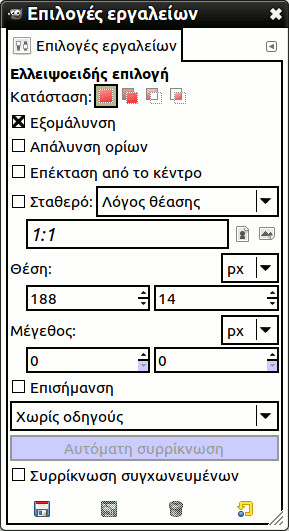 Επιλογές εργαλείων
Επιλογές εργαλείων
Ελλειψοειδής επιλογή
Κατάσταση:
Εξομάλυνση
Απάλυνση ορίων
Επέκταση από το κέντρο
Σταθερό: Λόγος θέασης
1:1
Θέση: px
188 14
Μέγεθος: px
0 0
Επισήμανση
Χωρίς οδηγούς
Αυτόματη συρρίκνωση
Συρρίκνωση συγχωνευμένων